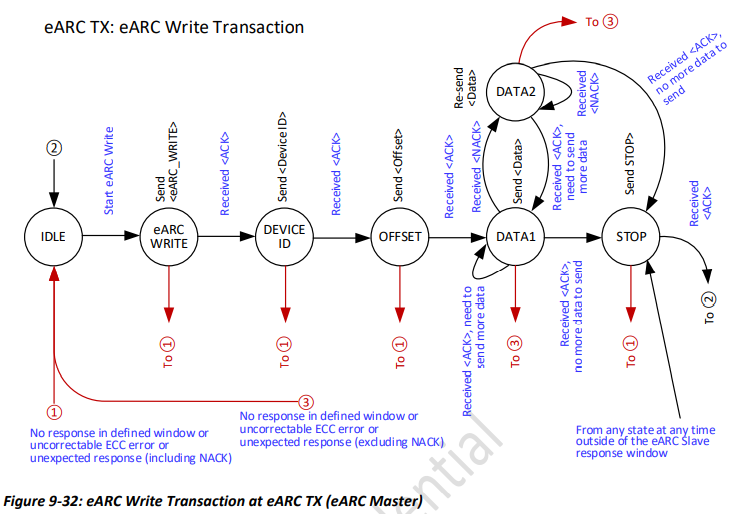 eARC TX: eARC Write Transaction
To ③
Received <ACK>,
no more data to
send
Re-send
<Data>
DATA2
Received
<NACK>
②
Start eARC Write
Send
<eARC_WRITE>
Received <ACK>
Send <Device ID>
Received <ACK>
Send <Offset>
Received <ACK>
Received <NACK>
Send <Data>
Received <ACK>,
need to send
more data
Send STOP>
Received
<ACK>
IDLE
eARC
WRITE
DEVICE
ID
OFFSET
DATA1
STOP
To ①
To ①
To ①
Received <ACK>, need to
send more data
To ③
Received <ACK>,
no more data to send
To ①
To ②
①
No response in defined window or
uncorrectable ECC error or
unexpected response (including NACK)
③
No response in defined window or
uncorrectable ECC error or
unexpected response (excluding NACK)
From any state at any time
outside of the eARC Slave
response window
Figure 9-32: eARC Write Transaction at eARC TX (eARC Master)
dential